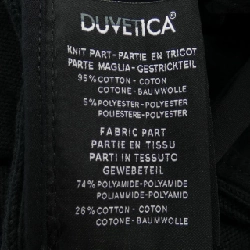 DUVETICA®
KNIT PART-PARTIE EN TRICOT
PARTE MAGLIA-GESTRICHTEIL
95% COTTON - COTON
COTONE-BAUMWOLLE
5% POLYESTER-POLYESTER
POLIESTERE-POLYESTER
FABRIC PART
PARTIE EN TISSU
PARTI IN TESSUTO
GEWEBETEIL
74% POLYAMIDE-POLYAMIDE
POLIAMMIDE-POLYAMID
26% COTTON - COTON
COTONE-BAUMWOLLE